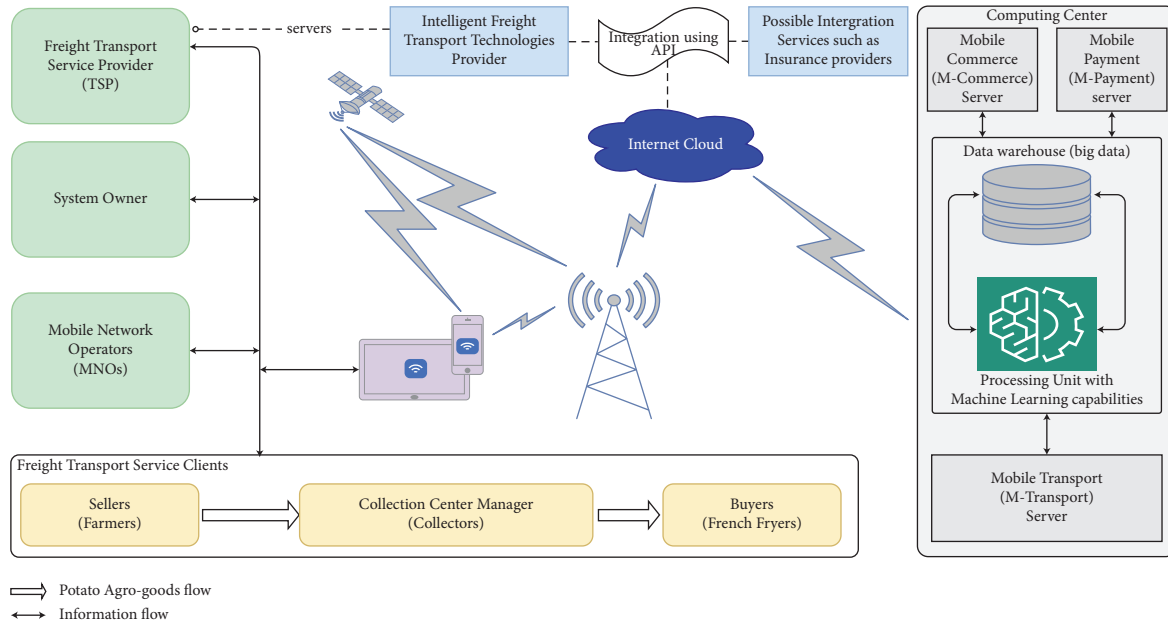 Freight Transport
Service Provider
(TSP)
servers
Intelligent Freight
Transport Technologies
Provider
Integration using
API
Possible Intergration
Services such as
Insurance providers
Computing Center
Mobile
Commerce
(M-Commerce)
Server
Mobile
Payment
(M-Payment)
server
System Owner
Internet Cloud
Data warehouse (big data)
Mobile Network
Operators
(MNOs)
Processing Unit with
Machine Learning capabilities
Freight Transport Service Clients
Sellers
(Farmers)
Collection Center Manager
(Collectors)
Buyers
(French Fryers)
Mobile Transport
(M-Transport)
Server
Potato Agro-goods flow
Information flow